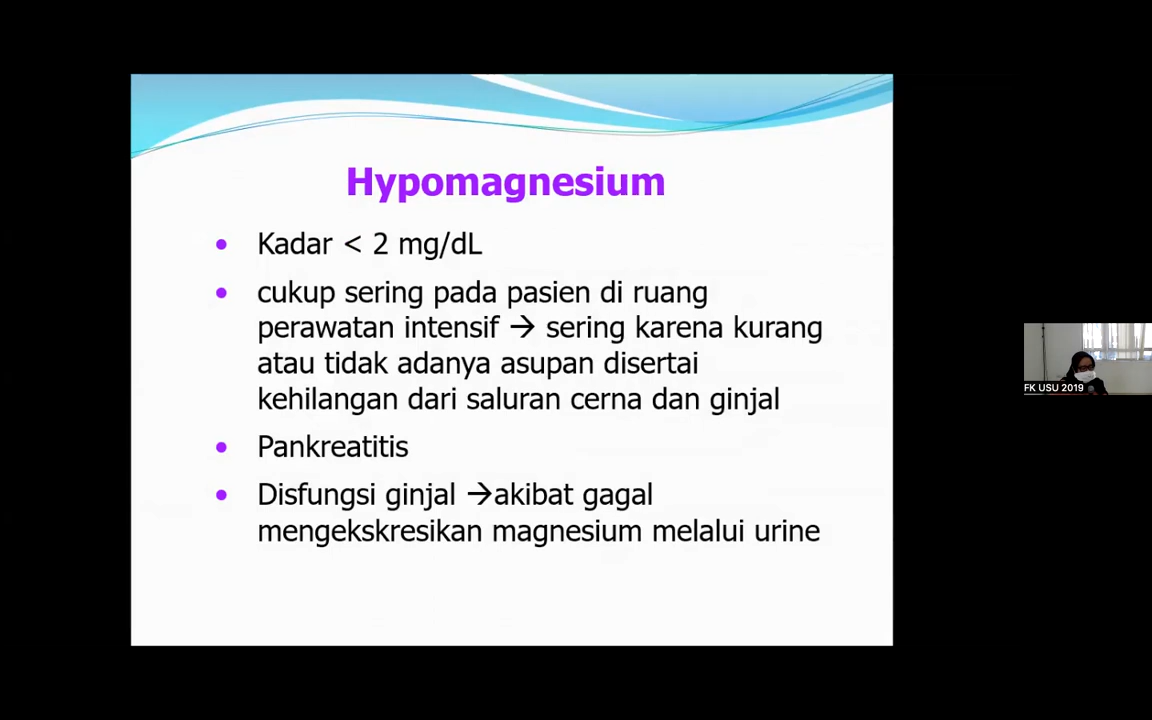 Hypomagnesium
• Kadar < 2 mg/dL
• cukup sering pada pasien di ruang
perawatan intensif → sering karena kurang
atau tidak adanya asupan disertai
kehilangan dari saluran cerna dan ginjal
• Pankreatitis
• Disfungsi ginjal →akibat gagal
mengekskresikan magnesium melalui urine
FK USU 2019